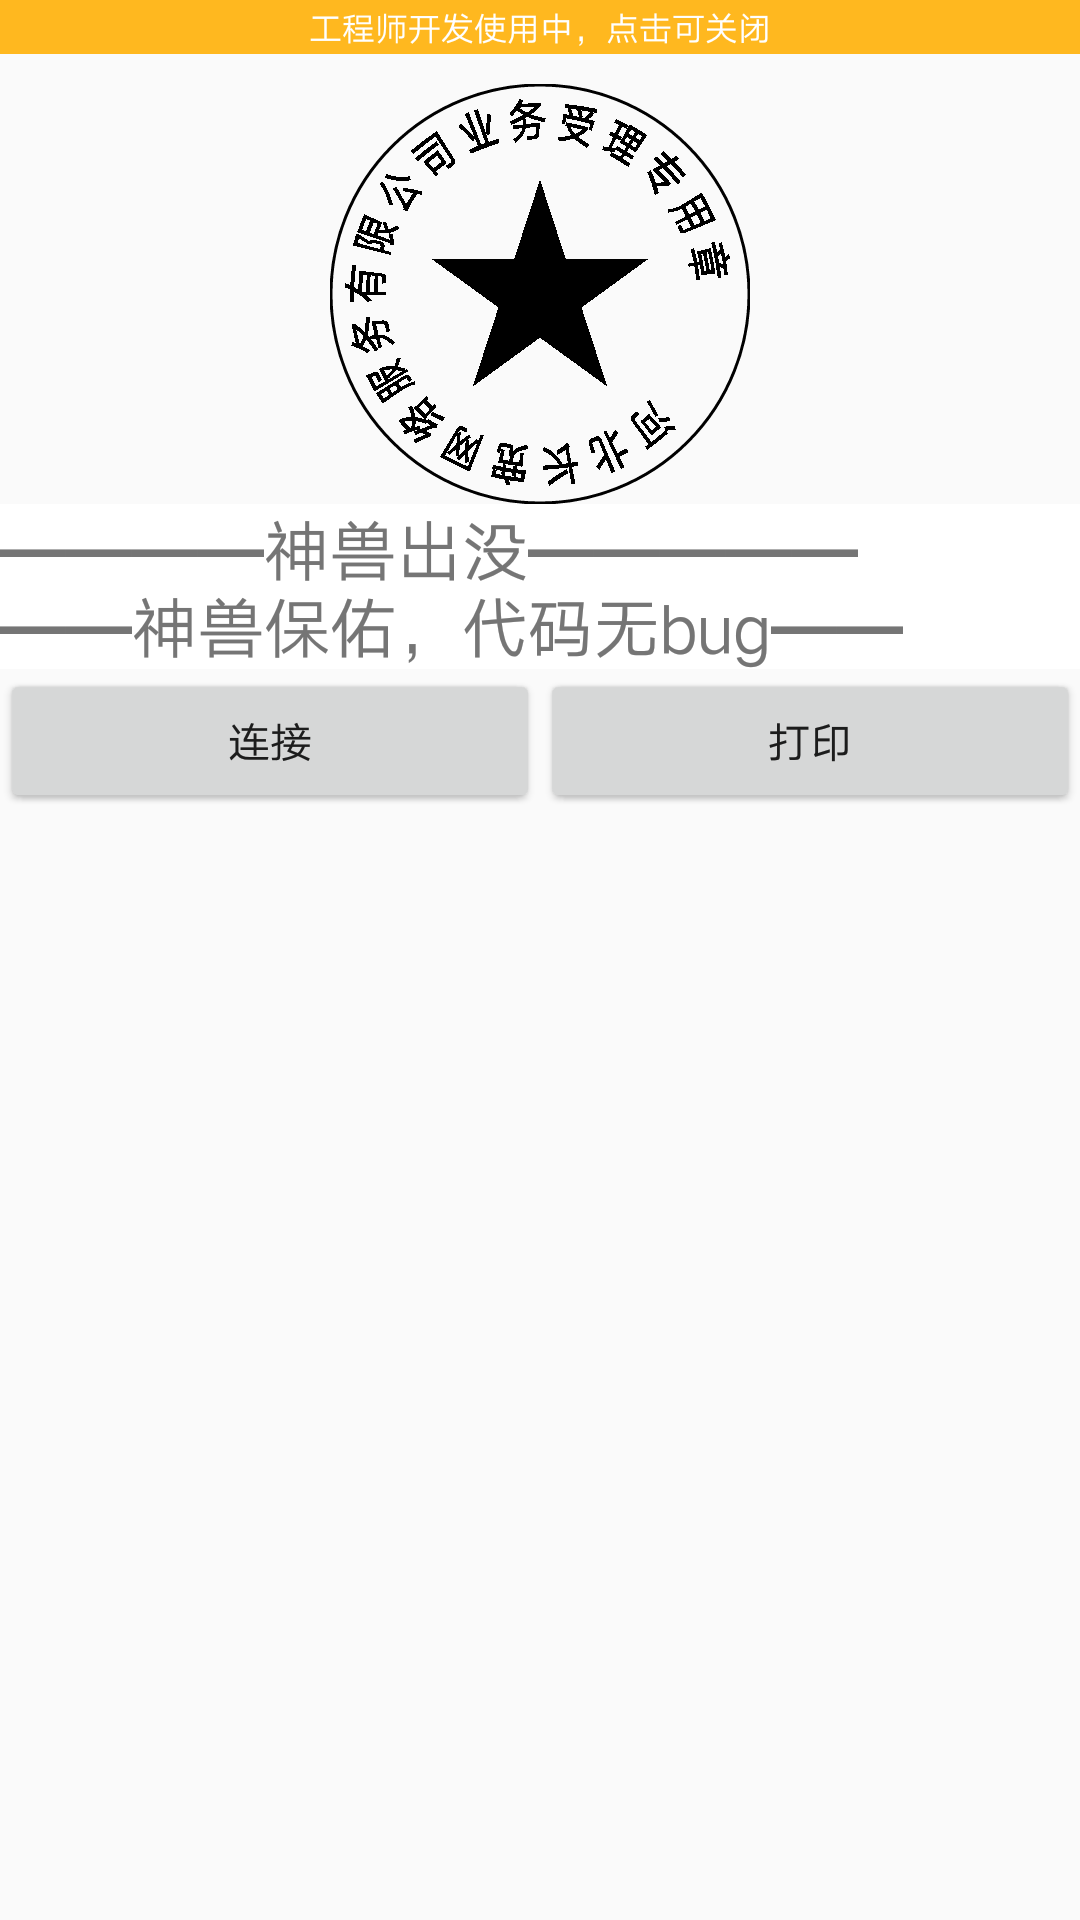 工程师开发使用中，点击可关闭
河北长宽网络服务有限公司业务受理专用章
————神兽出没—————
——神兽保佑，代码无bug——
连接
打印